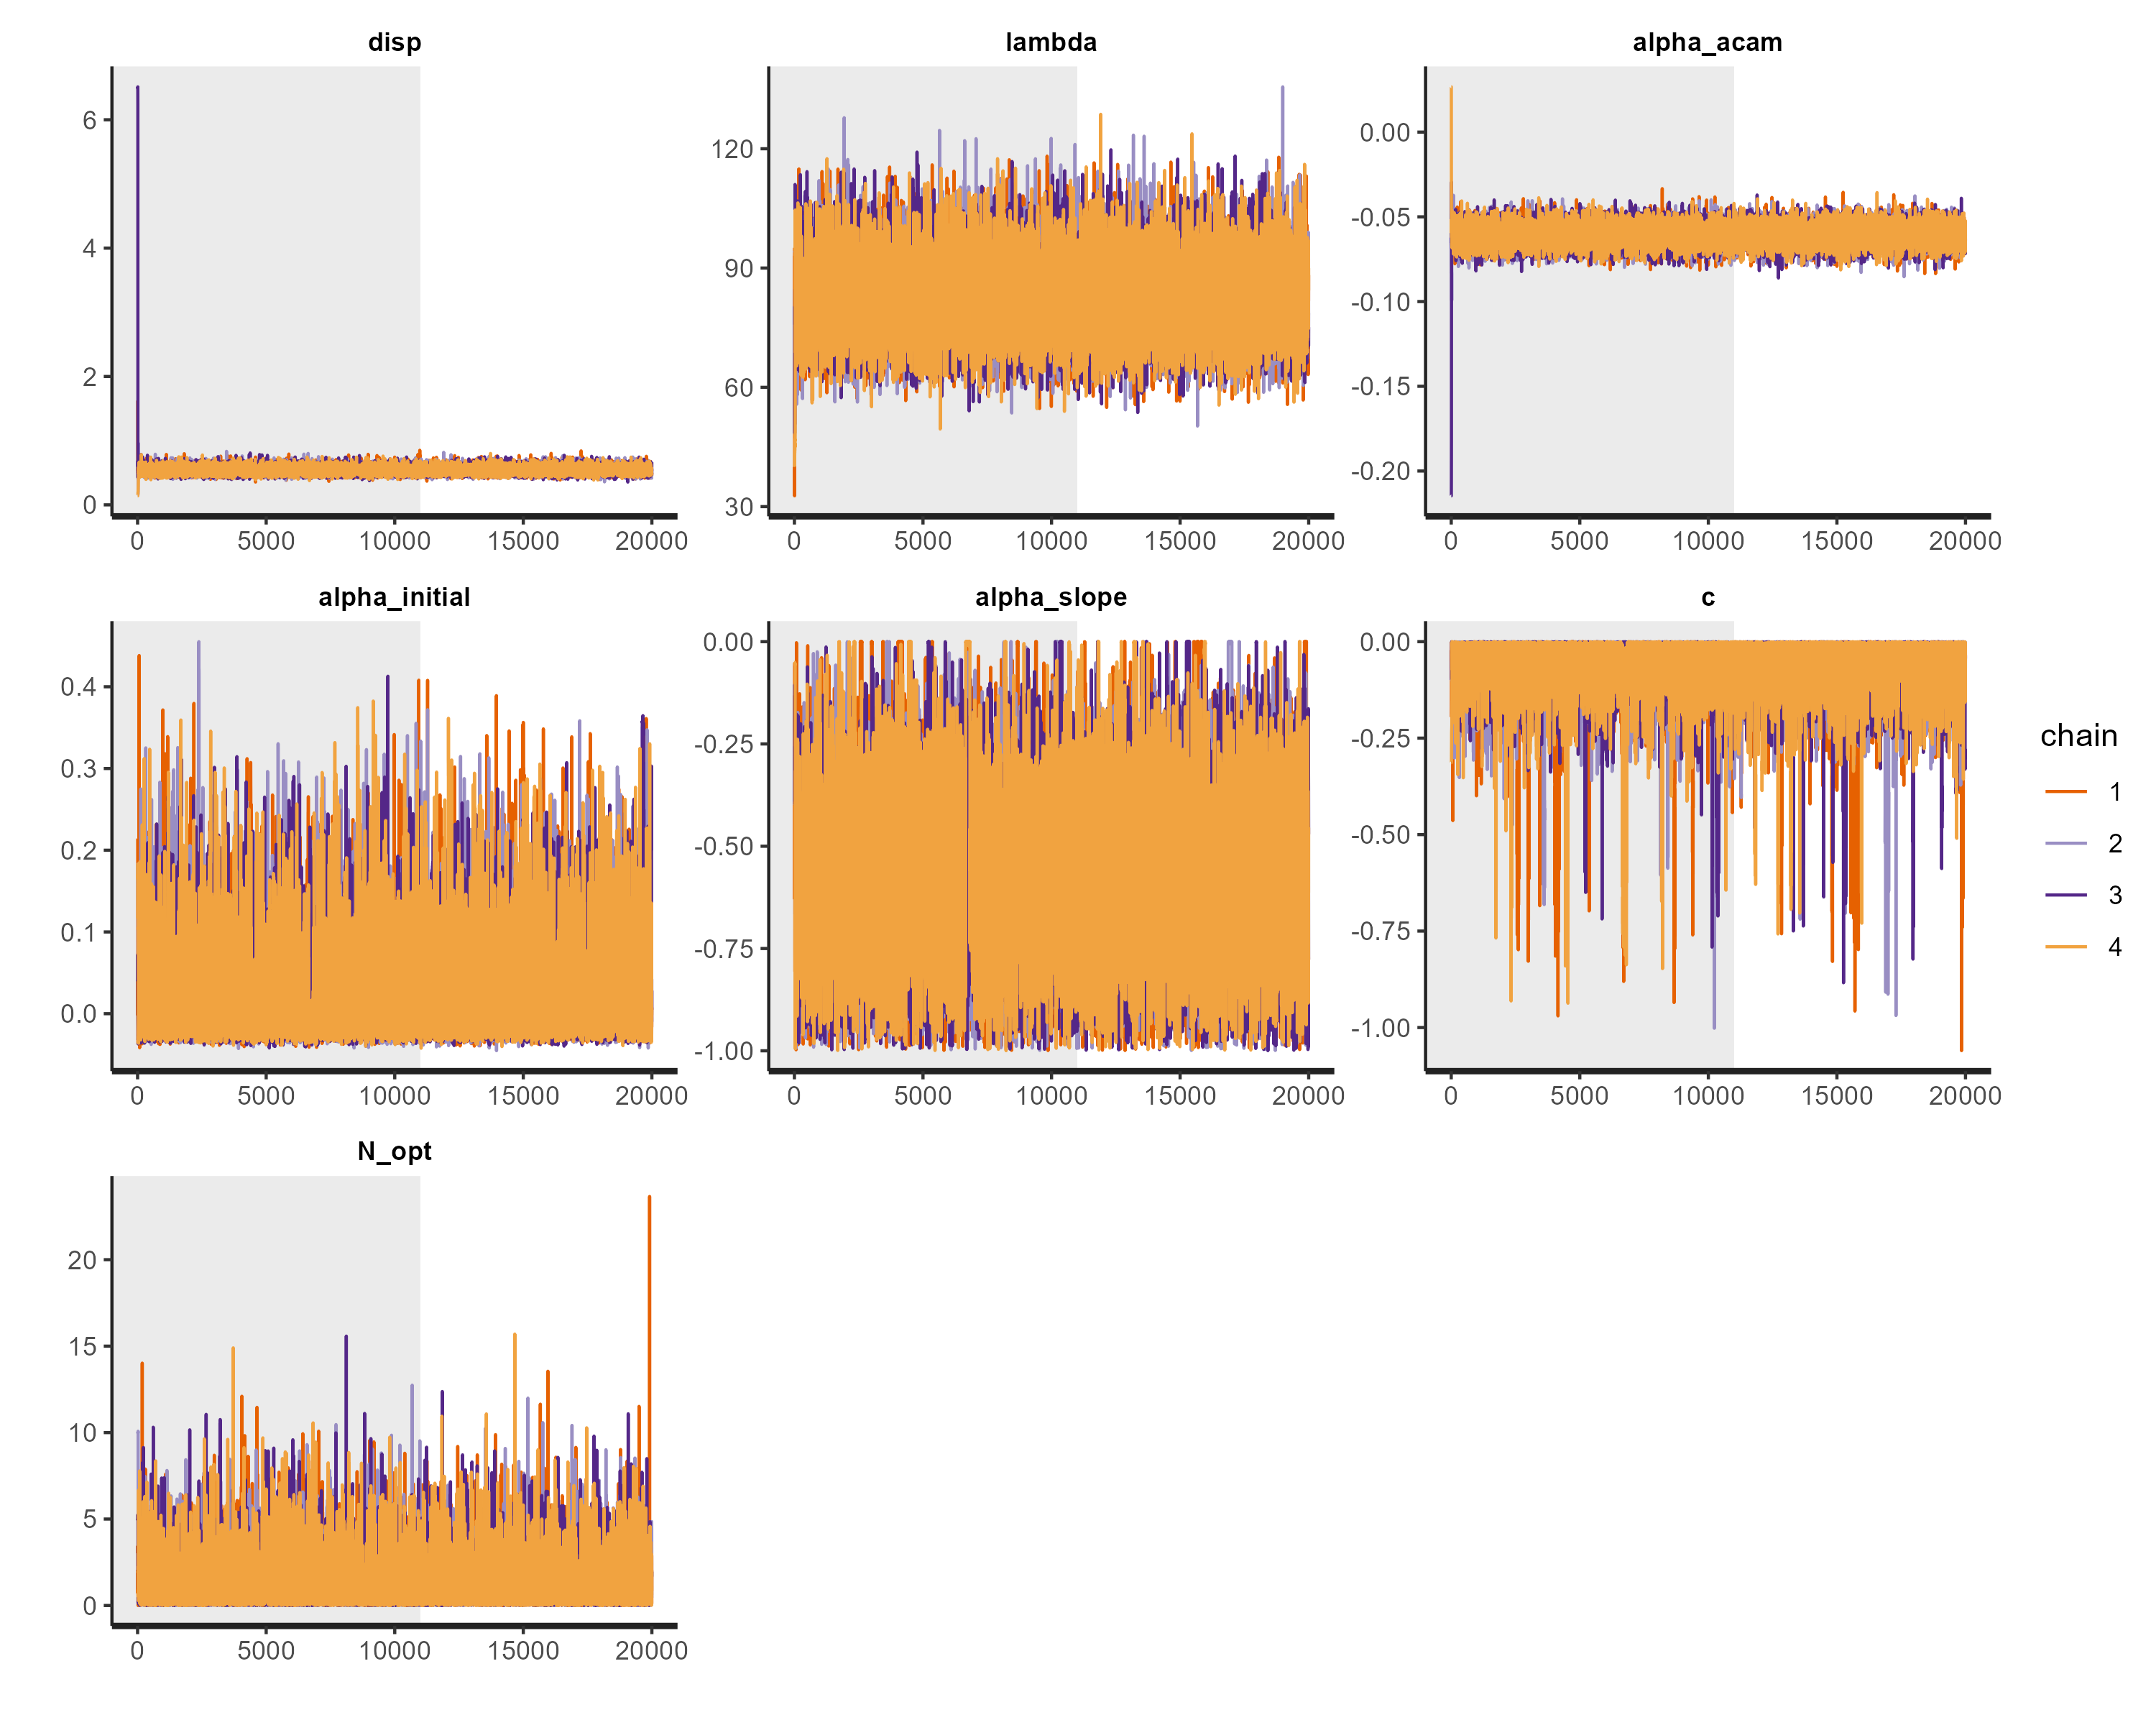 disp lambda alpha_acam
6 4 2 0
120 90 60 30
0.00 -0.05 -0.10 -0.15 -0.20
0 5000 10000 15000 20000 0 5000 10000 15000 20000 0 5000 10000 15000 20000
alpha_initial alpha_slope c
0.4 0.3 0.2 0.1 0.0
0.00 -0.25 -0.50 -0.75 -1.00
0.00 -0.25 -0.50 -0.75 -1.00
0 5000 10000 15000 20000 0 5000 10000 15000 20000 0 5000 10000 15000 20000
N_opt
20 15 10 5 0
0 5000 10000 15000 20000
chain
1
2
3
4